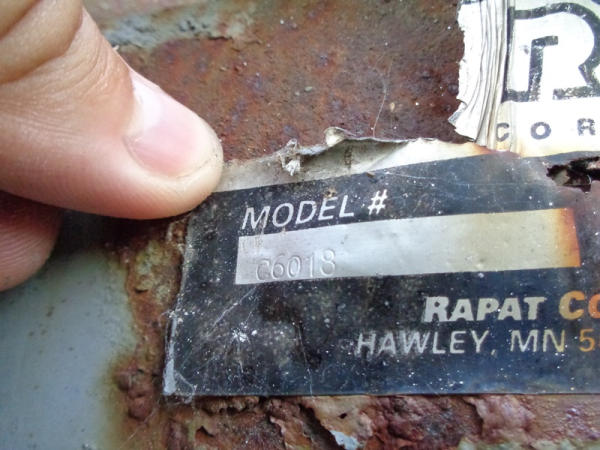 R
COR
MODEL #
C6018
RAPAT CO
HAWLEY, MN 5